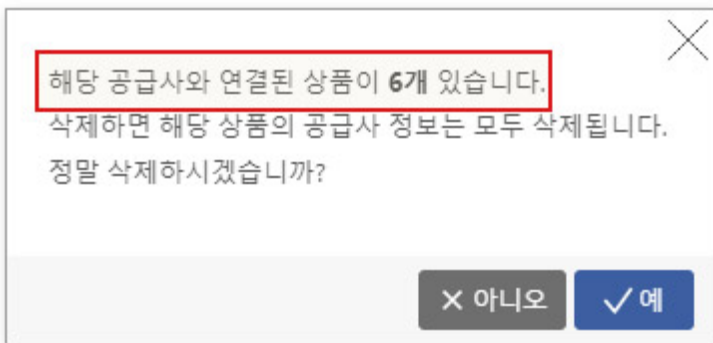 해당 공급사와 연결된 상품이 6개 있습니다.
삭제하면 해당 상품의 공급사 정보는 모두 삭제됩니다.
정말 삭제하시겠습니까?
아니오
예